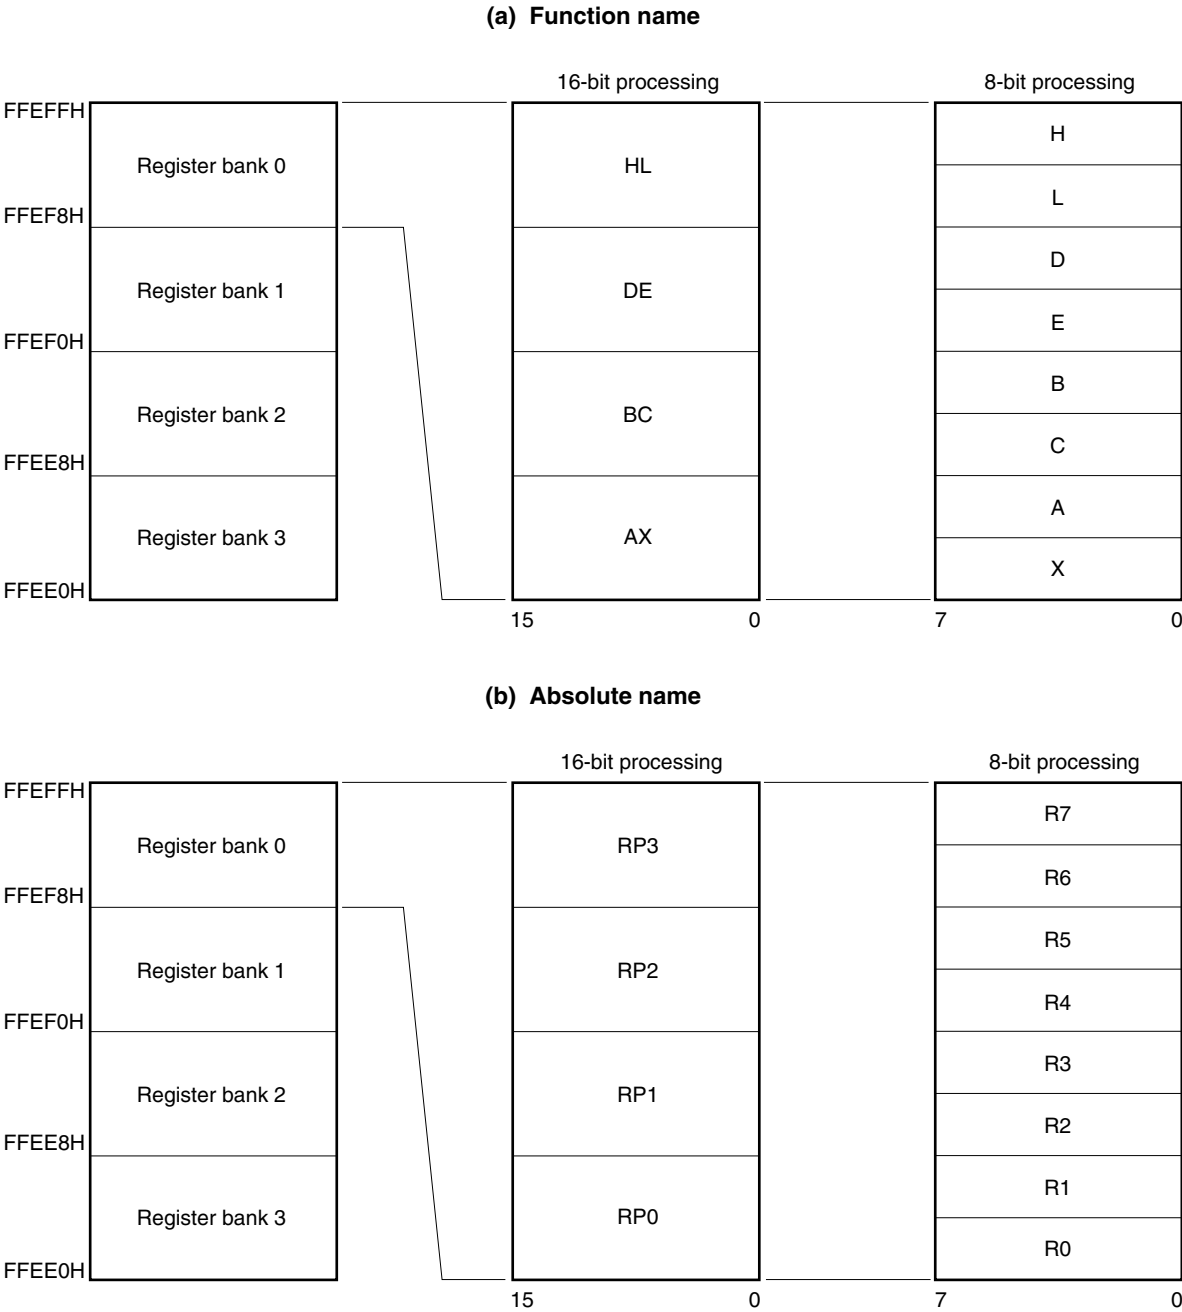 (a) Function name
16-bit processing
8-bit processing
FFEFFH
Register bank 0
HL
H
L
FFEF8H
Register bank 1
DE
D
E
FFEF0H
Register bank 2
BC
B
C
FFEE8H
Register bank 3
AX
A
X
FFEE0H
15 0 7 0
(b) Absolute name
16-bit processing
8-bit processing
FFEFFH
Register bank 0
RP3
R7
R6
FFEF8H
Register bank 1
RP2
R5
R4
FFEF0H
Register bank 2
RP1
R3
R2
FFEE8H
Register bank 3
RP0
R1
R0
FFEE0H
15 0 7 0